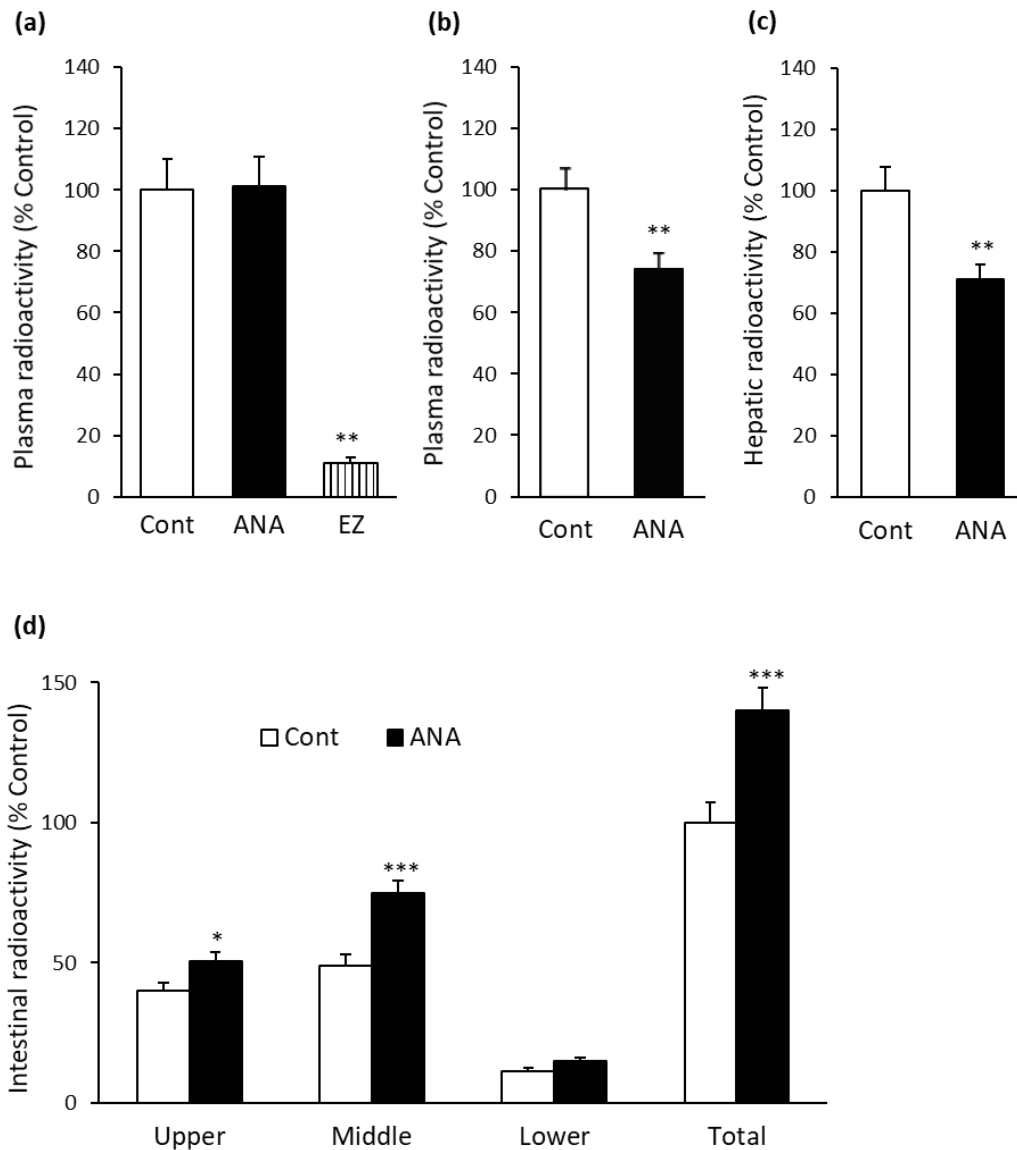 (a)
Plasma radioactivity (% Control)
140
120
100
80
60
40
20
0
**
Cont ANA EZ
(b)
Plasma radioactivity (% Control)
140
120
100
80
60
40
20
0
**
Cont ANA
(c)
Hepatic radioactivity (% Control)
140
120
100
80
60
40
20
0
**
Cont ANA
(d)
Intestinal radioactivity (% Control)
150
100
50
0
Cont ANA
*
***
***
Upper Middle Lower Total